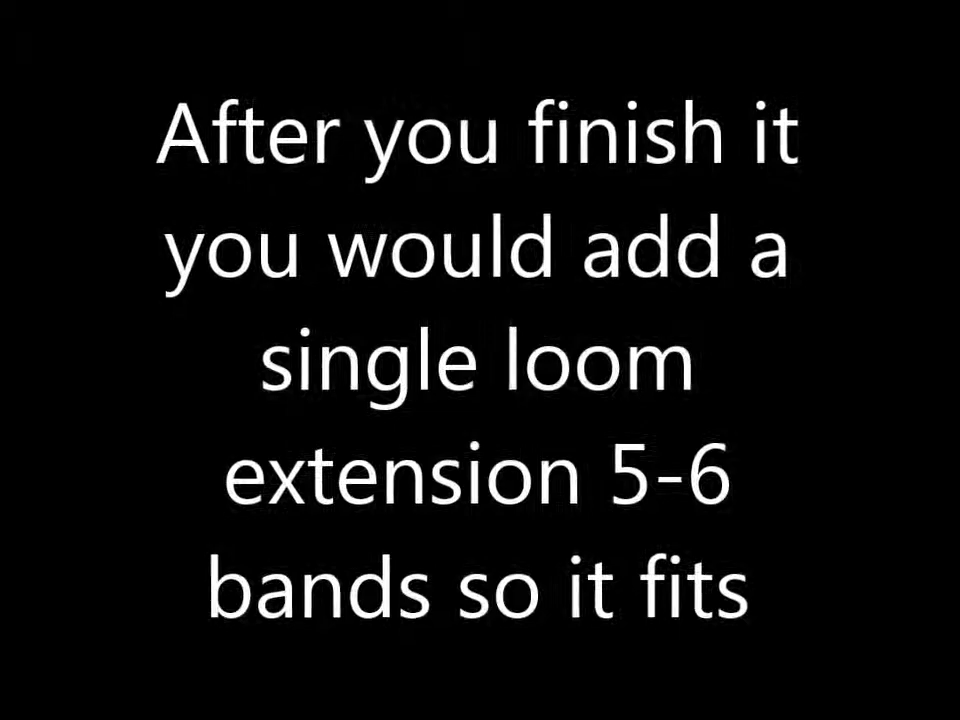 After you finish it
you would add a
single loom
extension 5-6
bands so it fits